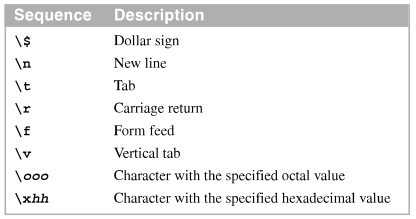 Sequence Description
\$ Dollar sign
\n New line
\t Tab
\r Carriage return
\f Form feed
\v Vertical tab
\ooo Character with the specified octal value
\xhh Character with the specified hexadecimal value